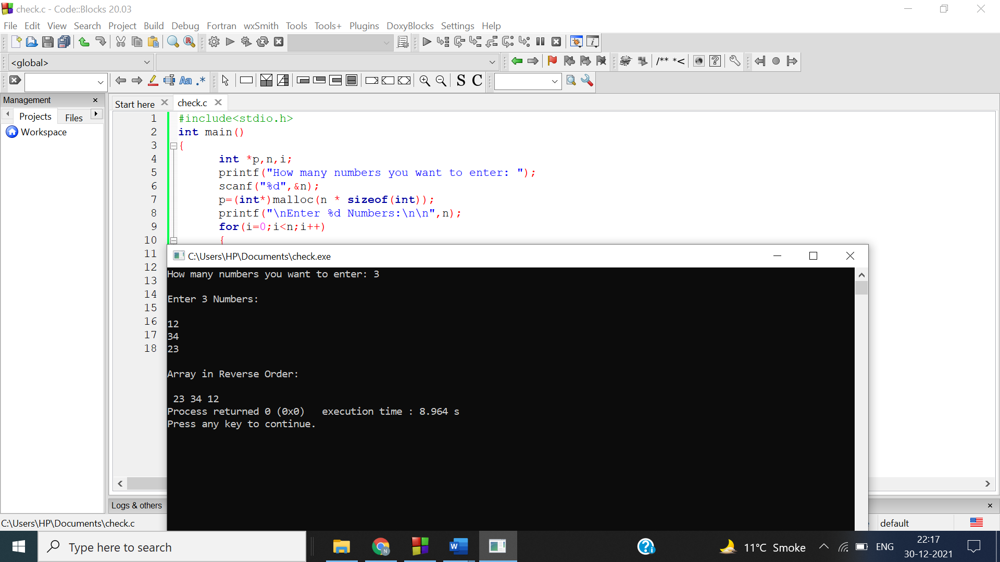 check.c - Code::Blocks 20.03
File Edit View Search Project Build Debug Fortran wxSmith Tools Tools+ Plugins DoxyBlocks Settings Help
<global>
/** *<
Aa .* S C
Management
Start here check.c
Projects Files
Workspace
1 #include<stdio.h>
2 int main()
3 {
4 int *p,n,i;
5 printf("How many numbers you want to enter: ");
6 scanf("%d",&n);
7 p=(int*)malloc(n * sizeof(int));
8 printf("\nEnter %d Numbers:\n\n",n);
9 for(i=0;i<n;i++)
10 {
11
12
13
14
15
16
17
18
C:\Users\HP\Documents\check.exe
How many numbers you want to enter: 3
Enter 3 Numbers:
12
34
23
Array in Reverse Order:
23 34 12
Process returned 0 (0x0)   execution time : 8.964 s
Press any key to continue.
Logs & others
C:\Users\HP\Documents\check.c
default
Type here to search
11°C Smoke
ENG
22:17
30-12-2021